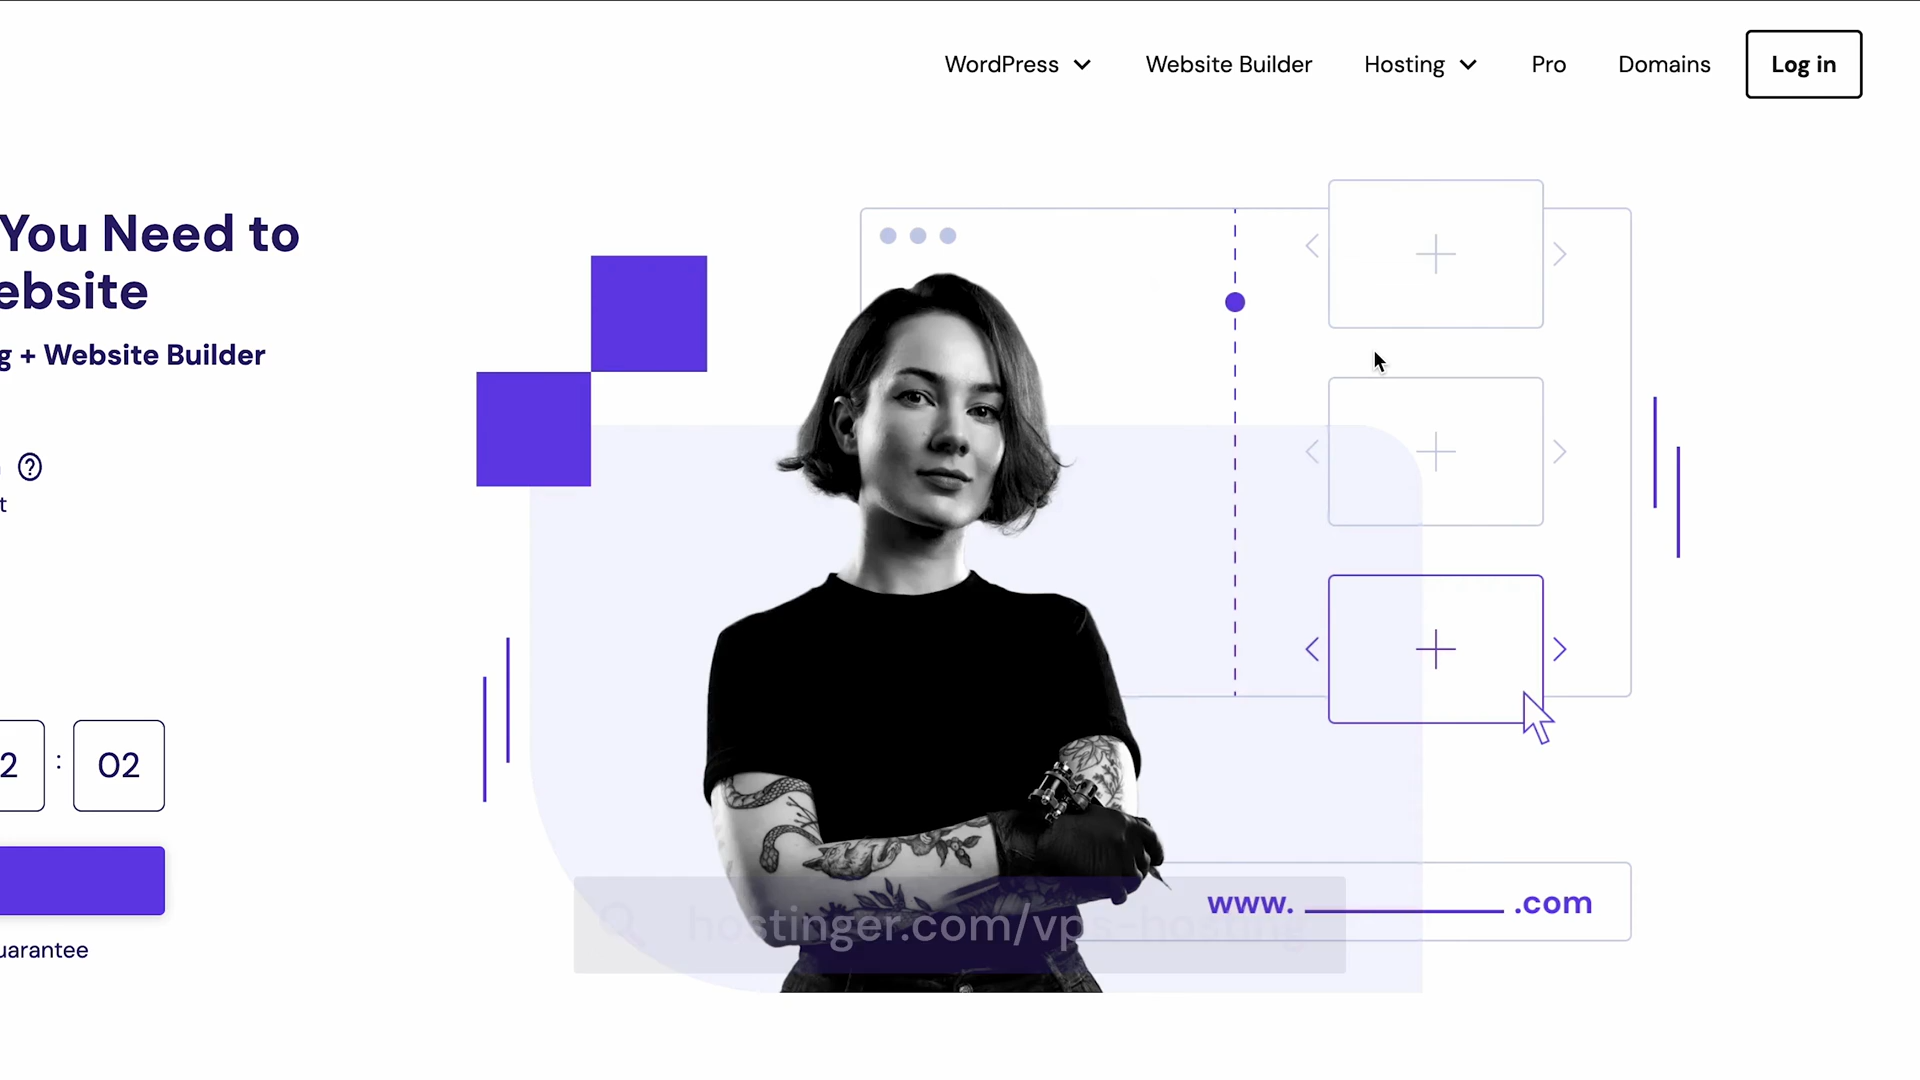 WordPress
Website Builder
Hosting
Pro
Domains
Log in
You Need to
ebsite
g + Website Builder
?
t
2 : 02
uarantee
www. .com
hostinger.com/vps-hosting